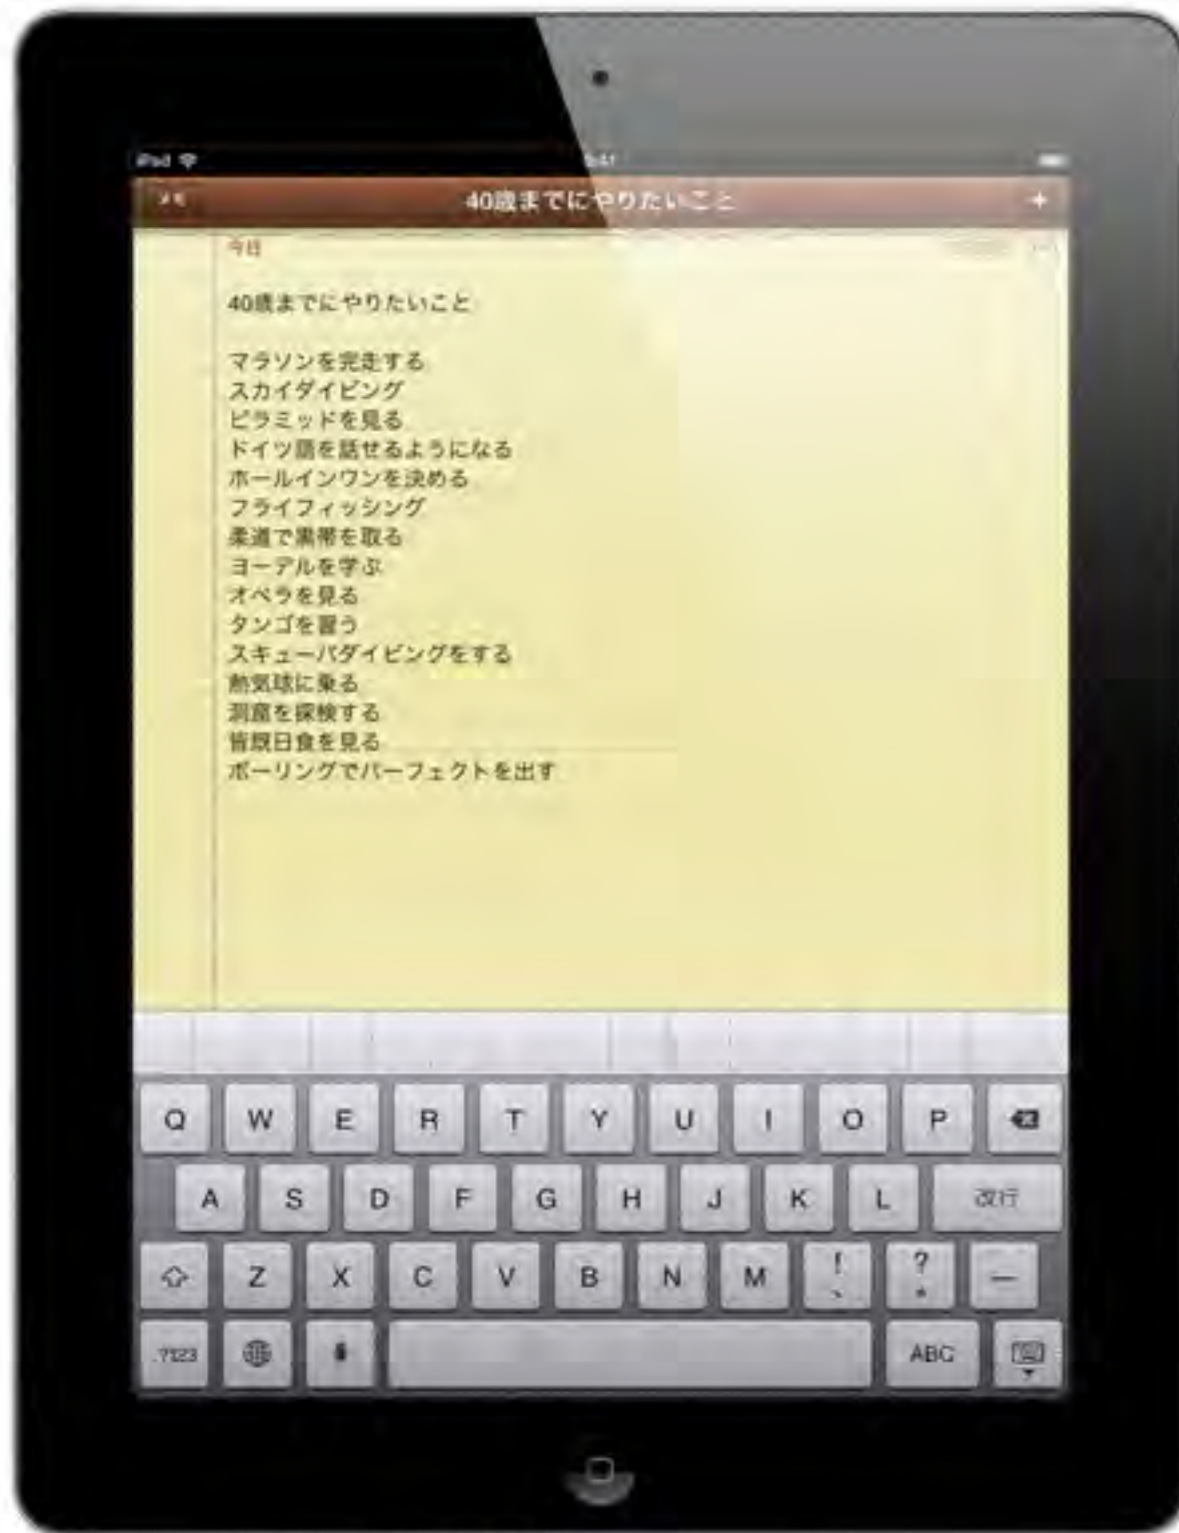 iPad
9:41
メモ
40歳までにやりたいこと
+
今日
40歳までにやりたいこと
マラソンを完走する
スカイダイビング
ピラミッドを見る
ドイツ語を話せるようになる
ホールインワンを決める
フライフィッシング
柔道で黒帯を取る
ヨーデルを学ぶ
オペラを見る
タンゴを習う
スキューバダイビングをする
熱気球に乗る
洞窟を探検する
皆既日食を見る
ボーリングでパーフェクトを出す
Q W E R T Y U I O P
A S D F G H J K L 改行
Z X C V B N M ! 、 ? 。 ー
.?123 ABC